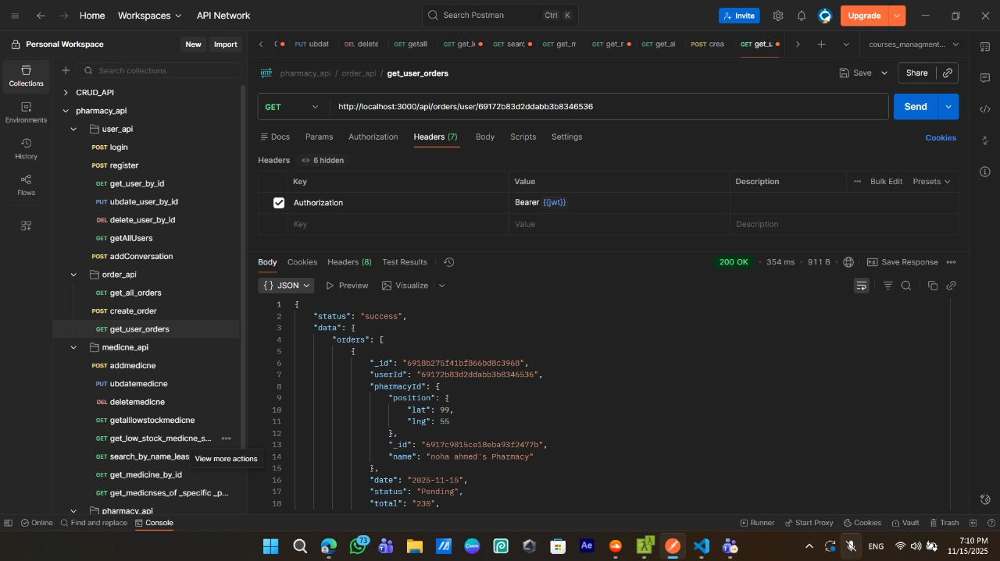 Home Workspaces API Network Search Postman Ctrl K Invite Upgrade
Personal Workspace New Import
PUT ubdat DEL delete GET getall GET get_l GET searc GET get_m GET get_r GET get_al POST crea GET get_u courses_managment...
Collections
Environments
History
Flows
Search collections
CRUD_API
pharmacy_api
user_api
POST login
POST register
GET get_user_by_id
PUT ubdate_user_by_id
DEL delete_user_by_id
GET getAllUsers
POST addConversation
order_api
GET get_all_orders
POST create_order
GET get_user_orders
medicne_api
POST addmedicne
PUT ubdatemedicne
DEL deletemedicne
GET getalllowstockmedicne
GET get_low_stock_medicne_s...
GET search_by_name_leas
View more actions
GET get_medicine_by_id
GET get_medicnses_of _specific _p...
pharmacy_api
HTTP pharmacy_api / order_api / get_user_orders Save Share
GET http://localhost:3000/api/orders/user/69172b83d2ddabb3b8346536 Send
Docs Params Authorization Headers (7) Body Scripts Settings Cookies
Headers 6 hidden
Key Value Description Bulk Edit Presets
Authorization Bearer {{jwt}}
Key Value Description
Body Cookies Headers (8) Test Results 200 OK 354 ms 911 B Save Response
{} JSON Preview Visualize
1 {
2 "status": "success",
3 "data": {
4 "orders": [
5 {
6 "_id": "6918b275f41bf866bd8c3968",
7 "userId": "69172b83d2ddabb3b8346536",
8 "pharmacyId": {
9 "position": {
10 "lat": 99,
11 "lng": 55
12 },
13 "_id": "6917c9815ce18eba93f2477b",
14 "name": "noha ahmed's Pharmacy"
15 },
16 "date": "2025-11-15",
17 "status": "Pending",
18 "total": "230",
Online Find and replace Console Runner Start Proxy Cookies Vault Trash
73 Ae ENG 7:10 PM
11/15/2025